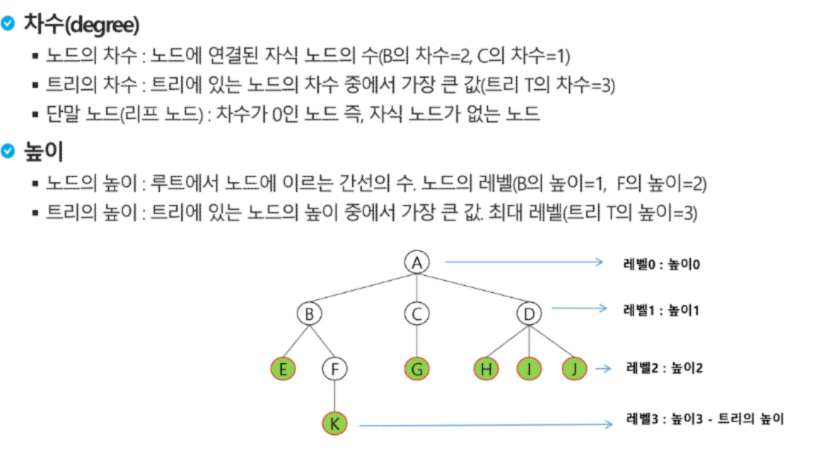 차수(degree)
노드의 차수 : 노드에 연결된 자식 노드의 수(B의 차수=2, C의 차수=1)
트리의 차수 : 트리에 있는 노드의 차수 중에서 가장 큰 값(트리 T의 차수=3)
단말 노드(리프 노드) : 차수가 0인 노드 즉, 자식 노드가 없는 노드
높이
노드의 높이 : 루트에서 노드에 이르는 간선의 수. 노드의 레벨(B의 높이=1, F의 높이=2)
트리의 높이 : 트리에 있는 노드의 높이 중에서 가장 큰 값. 최대 레벨(트리 T의 높이=3)
A 레벨0 : 높이0
B C D 레벨1 : 높이1
E F G H I J 레벨2 : 높이2
K 레벨3 : 높이3 - 트리의 높이